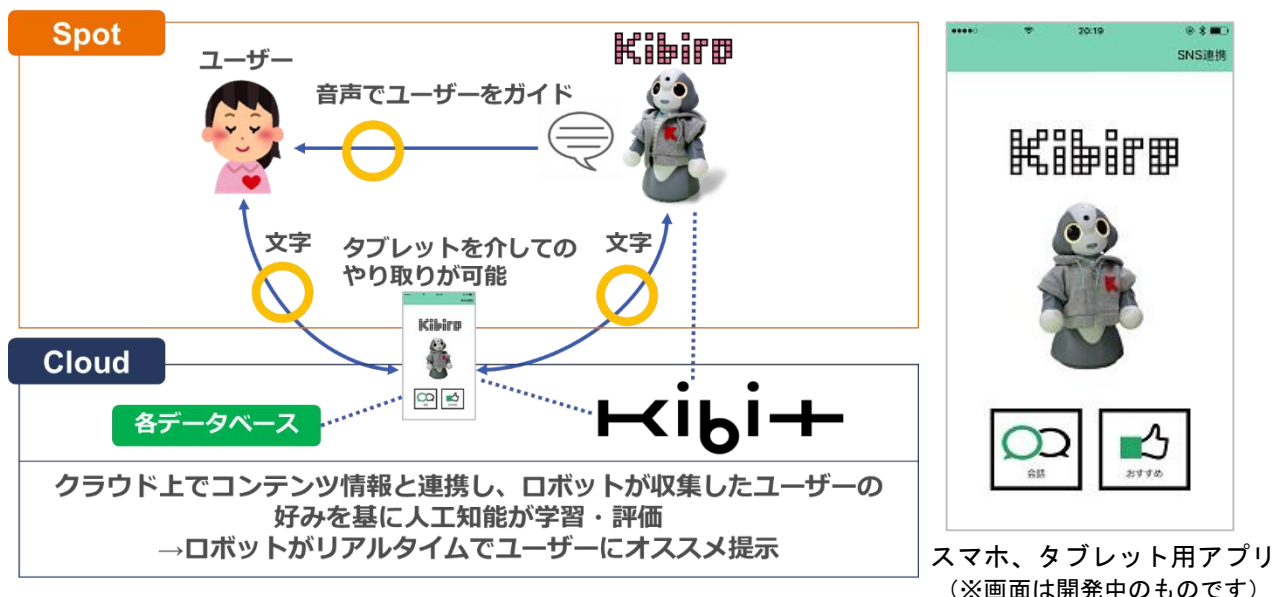 Spot
ユーザー
Kibiro
音声でユーザーをガイド
文字
タブレットを介しての
やり取りが可能
文字
Kibiro
Cloud
各データベース
kibit
クラウド上でコンテンツ情報と連携し、ロボットが収集したユーザーの
好みを基に人工知能が学習・評価
→ロボットがリアルタイムでユーザーにオススメ提示
20:19
SNS連携
Kibiro
K
会話
おすすめ
スマホ、タブレット用アプリ
（※画面は開発中のものです）